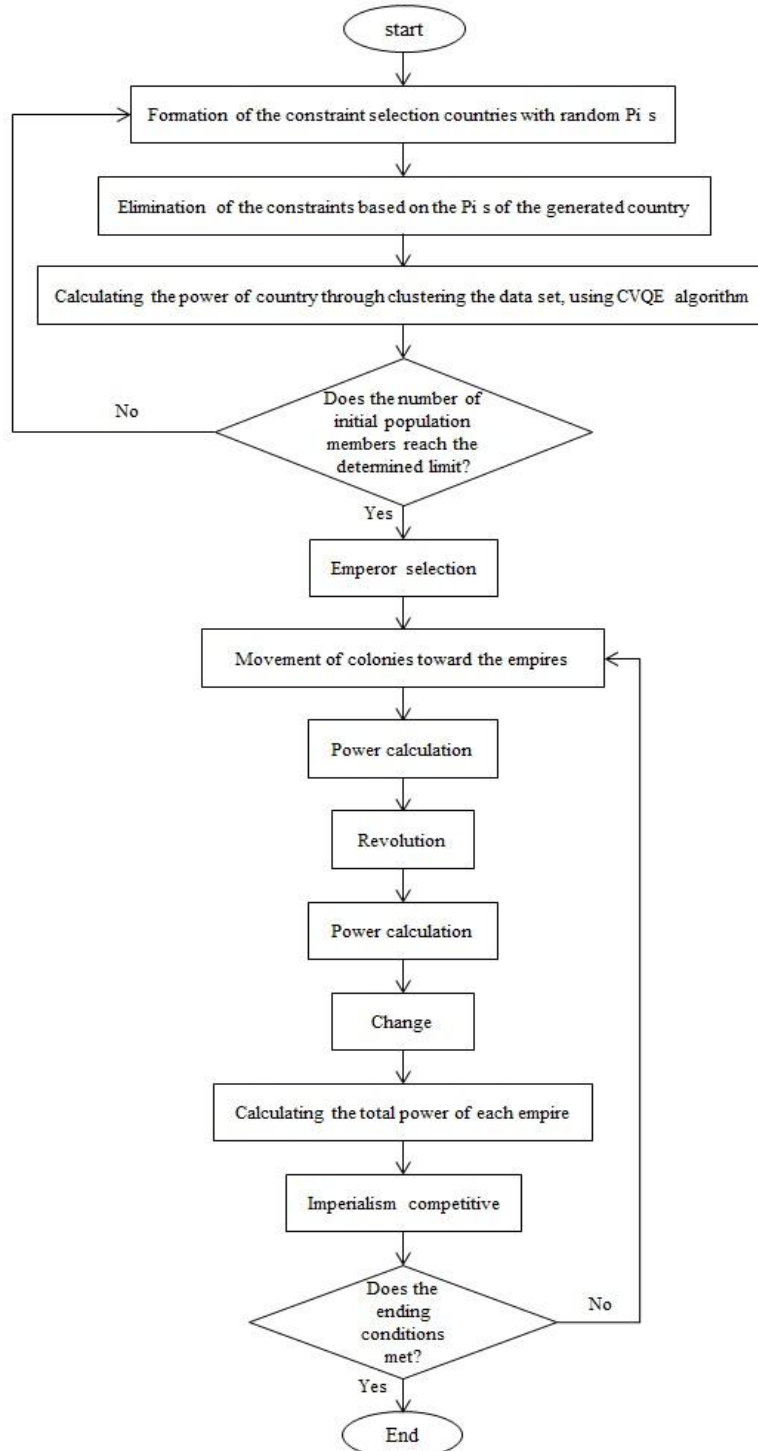 start
Formation of the constraint selection countries with random Pi s
Elimination of the constraints based on the Pi s of the generated country
Calculating the power of country through clustering the data set, using CVQE algorithm
Does the number of
initial population
members reach the
determined limit?
No
Yes
Emperor selection
Movement of colonies toward the empires
Power calculation
Revolution
Power calculation
Change
Calculating the total power of each empire
Imperialism competitive
Does the
ending
conditions
met?
No
Yes
End